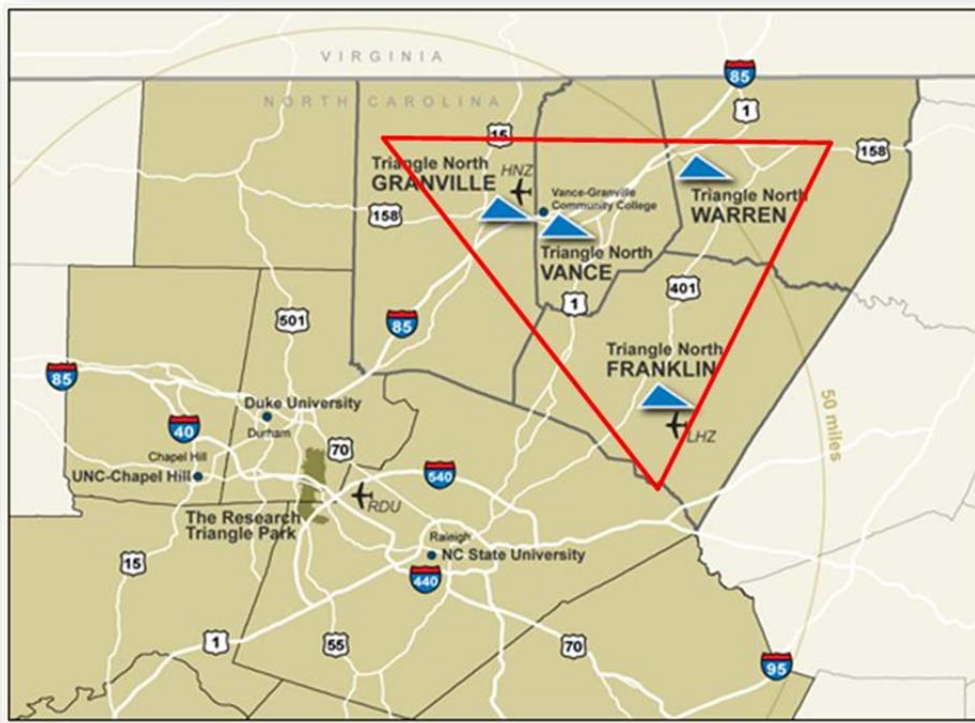 VIRGINIA
85
NORTH CAROLINA
1
15
158
Triangle North
GRANVILLE
HNZ
Vance-Granville
Community College
Triangle North
WARREN
158
Triangle North
VANCE
401
1
501
85
Triangle North
FRANKLIN
85
50 miles
Duke University
Durham
40
LHZ
70
Chapel Hill
UNC-Chapel Hill
540
RDU
The Research
Triangle Park
Raleigh
NC State University
15
440
1
55
70
95